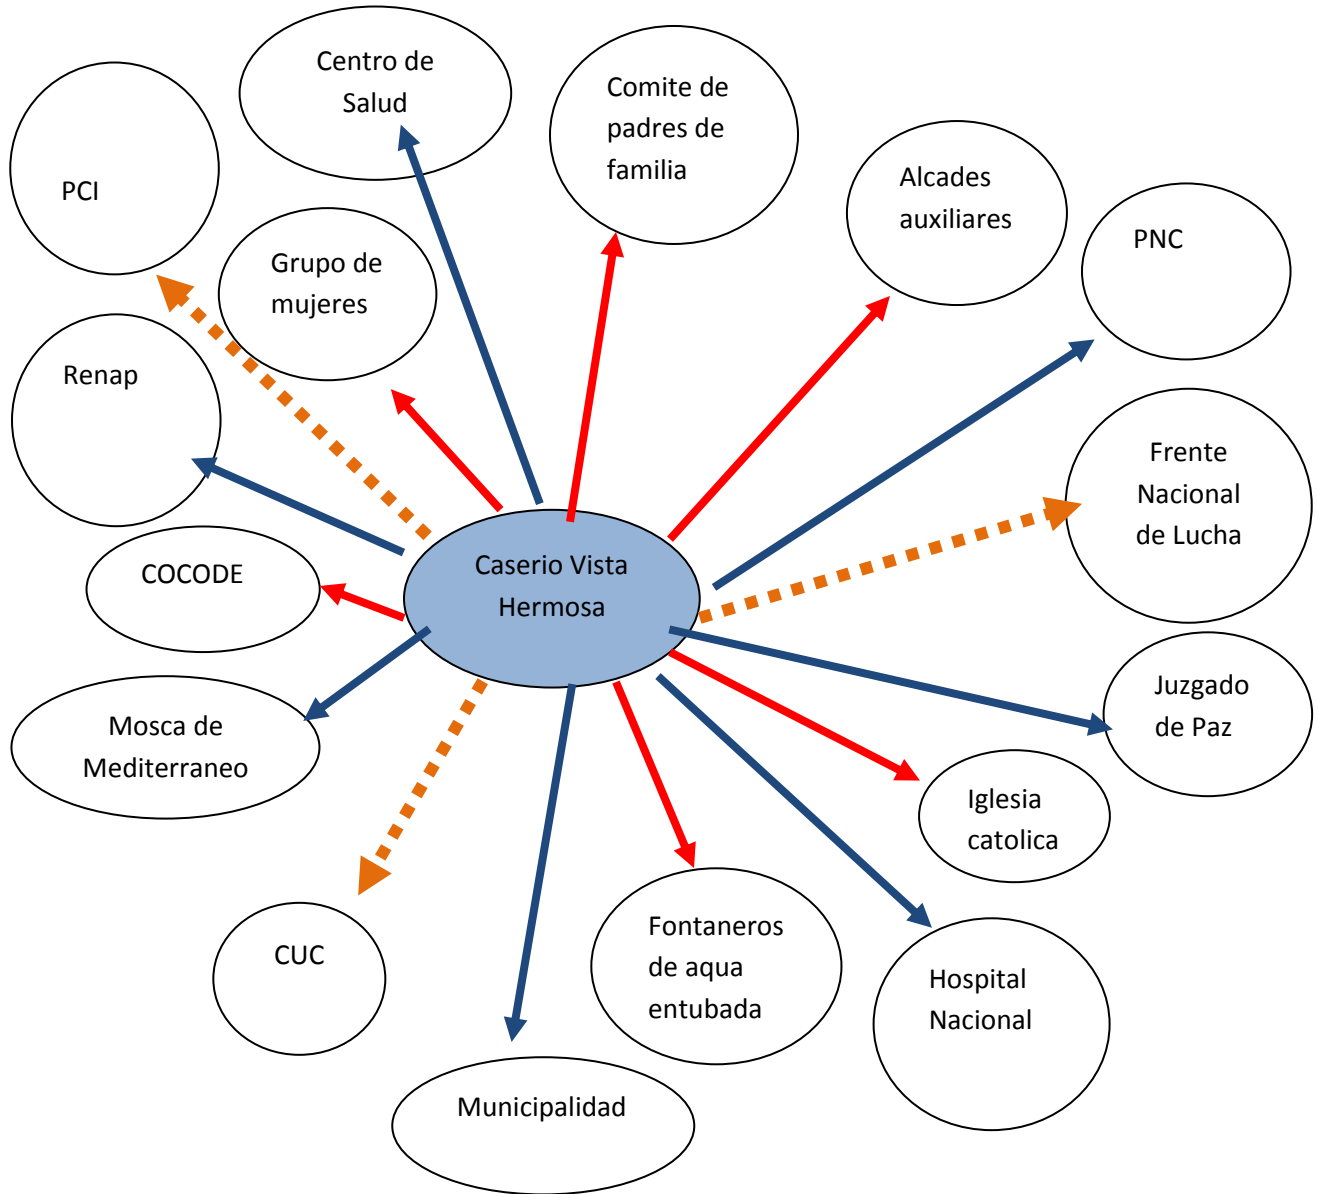 Centro de
Salud
Comite de
padres de
familia
Alcades
auxiliares
PCI
PNC
Grupo de
mujeres
Renap
Frente
Nacional
de Lucha
COCODE
Caserio Vista
Hermosa
Juzgado
de Paz
Mosca de
Mediterraneo
Iglesia
catolica
CUC
Fontaneros
de aqua
entubada
Hospital
Nacional
Municipalidad